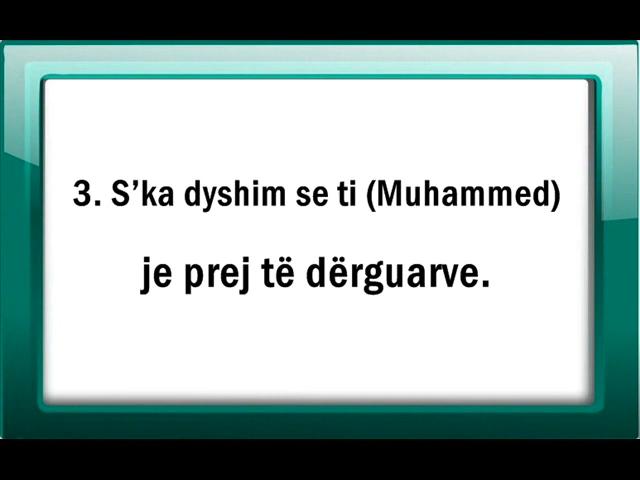 3. S’ka dyshim se ti (Muhammed)
je prej të dërguarve.